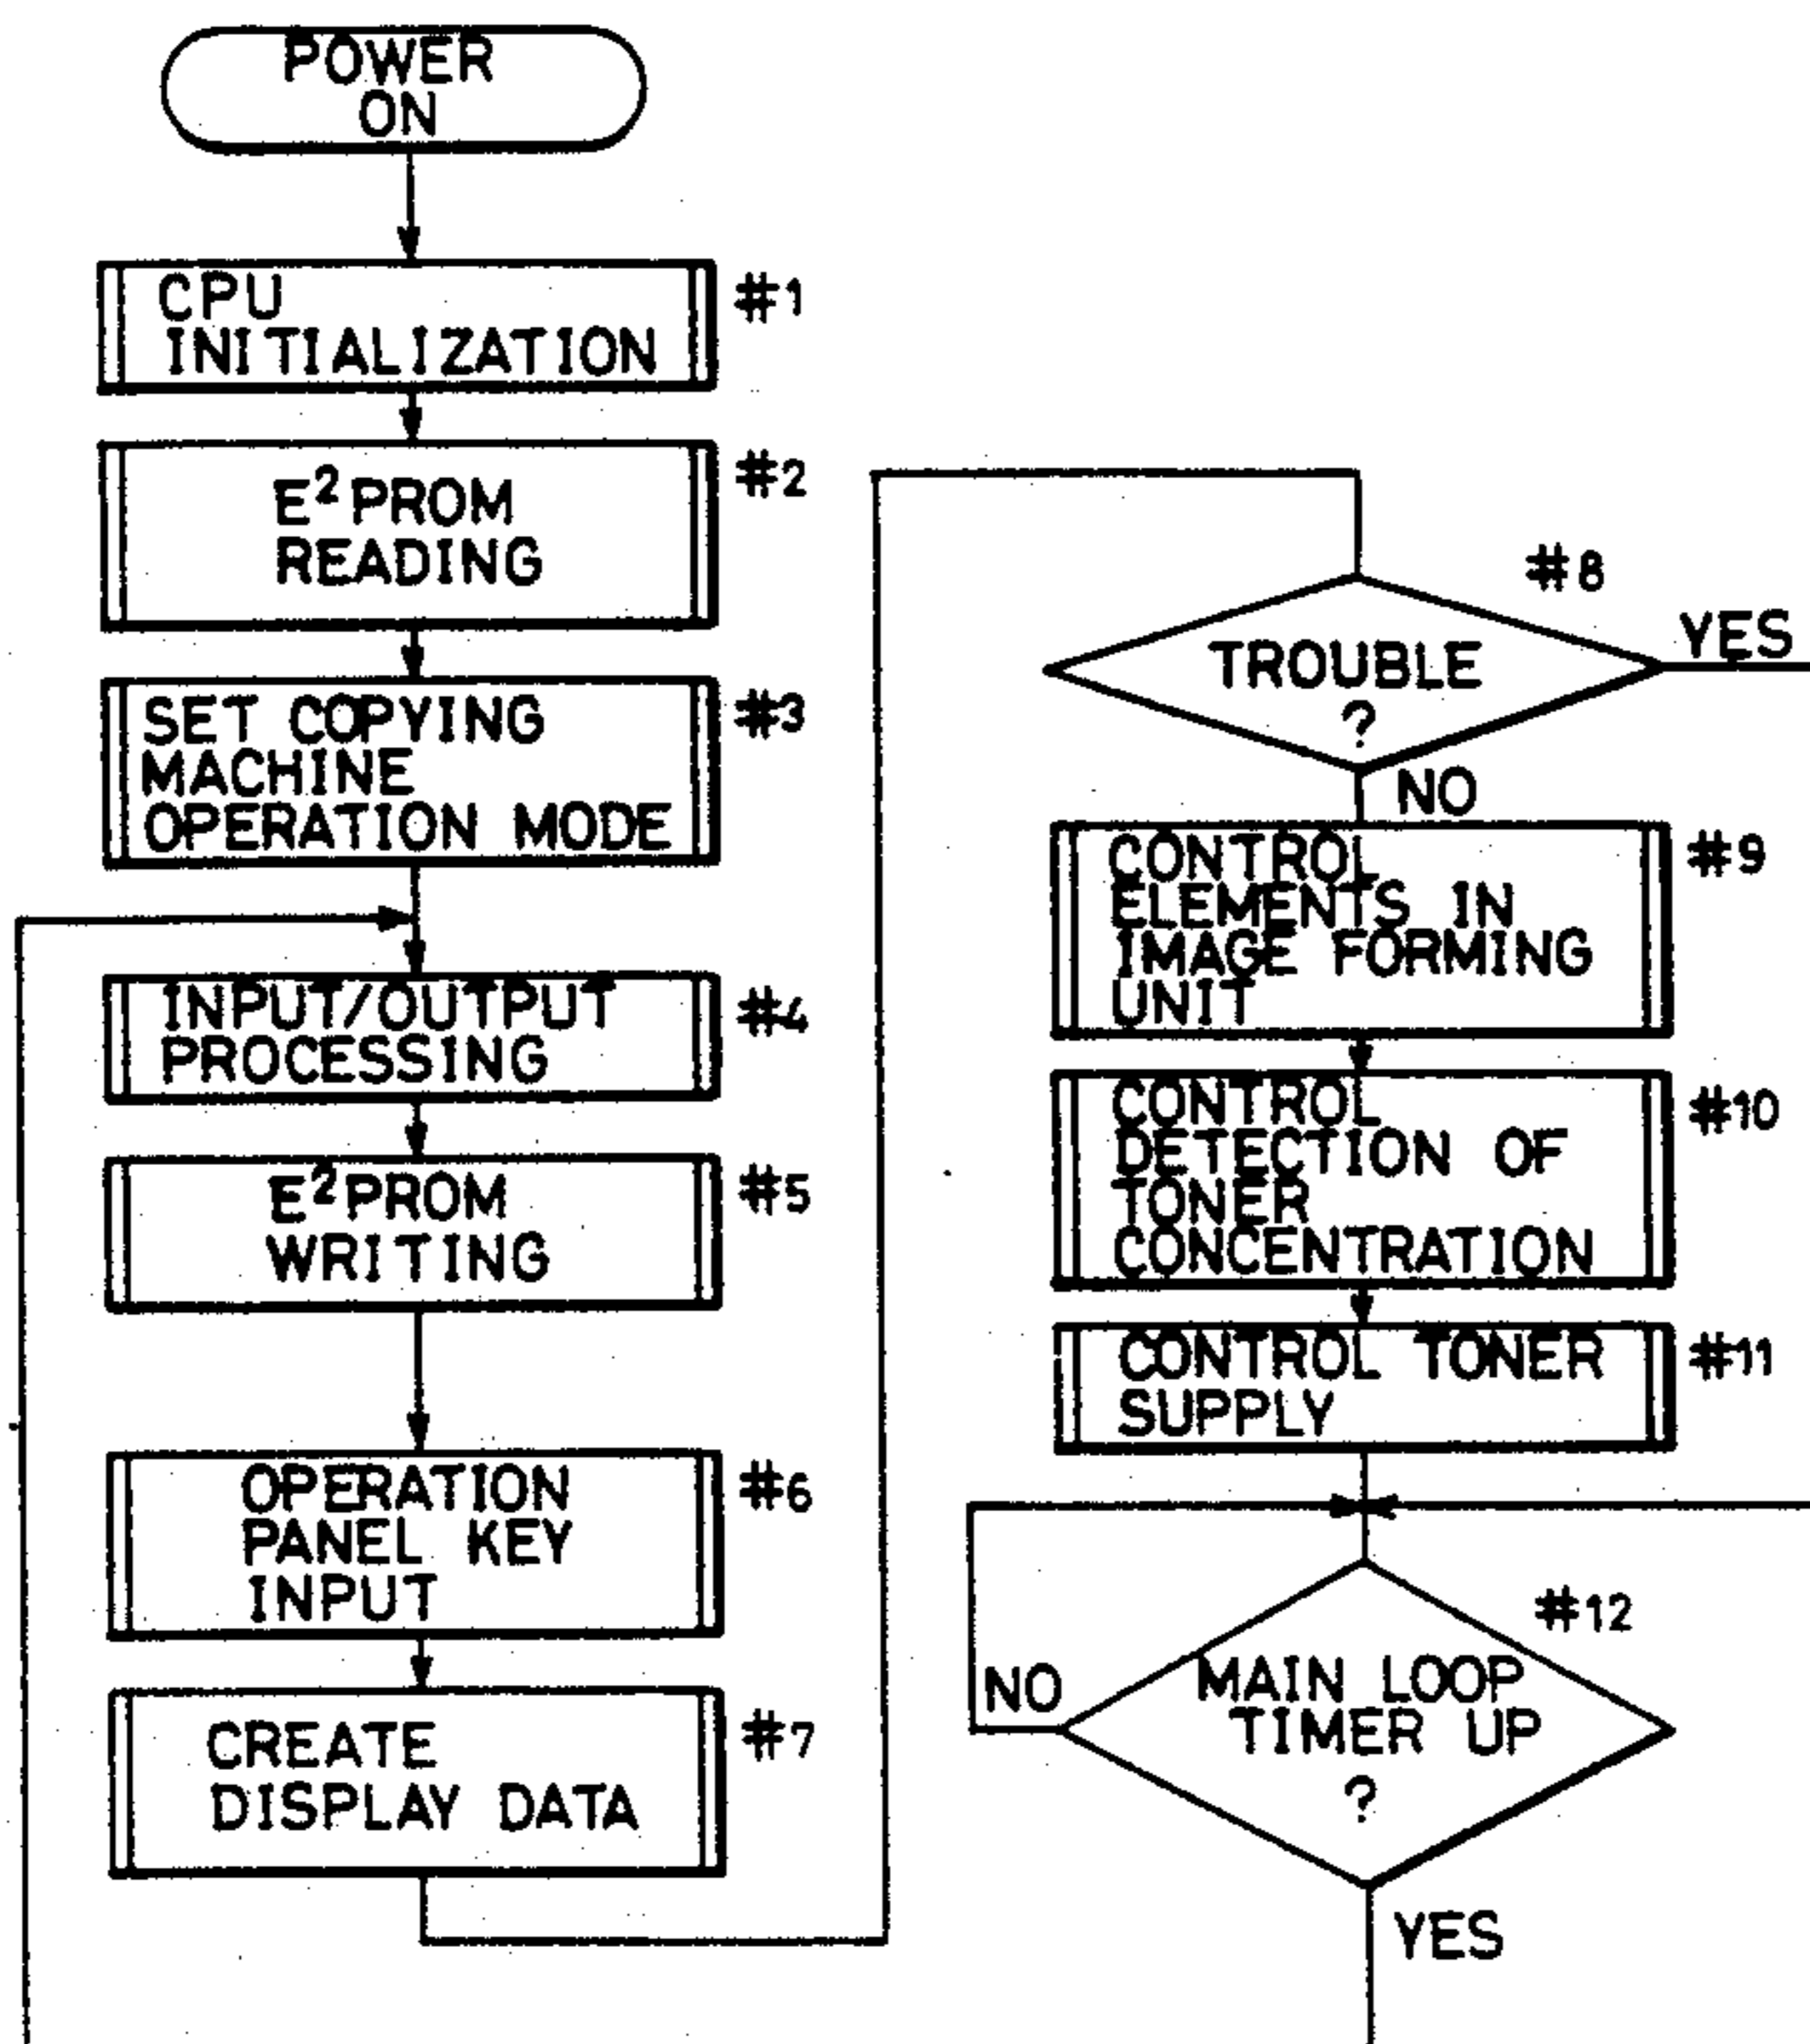 POWER
ON
CPU
INITIALIZATION
#1
E²PROM
READING
#2
SET COPYING
MACHINE
OPERATION MODE
#3
INPUT/OUTPUT
PROCESSING
#4
E²PROM
WRITING
#5
OPERATION
PANEL KEY
INPUT
#6
CREATE
DISPLAY DATA
#7
#8
TROUBLE
?
YES
NO
CONTROL
ELEMENTS IN
IMAGE FORMING
UNIT
#9
CONTROL
DETECTION OF
TONER
CONCENTRATION
#10
CONTROL TONER
SUPPLY
#11
#12
MAIN LOOP
TIMER UP
?
NO
YES